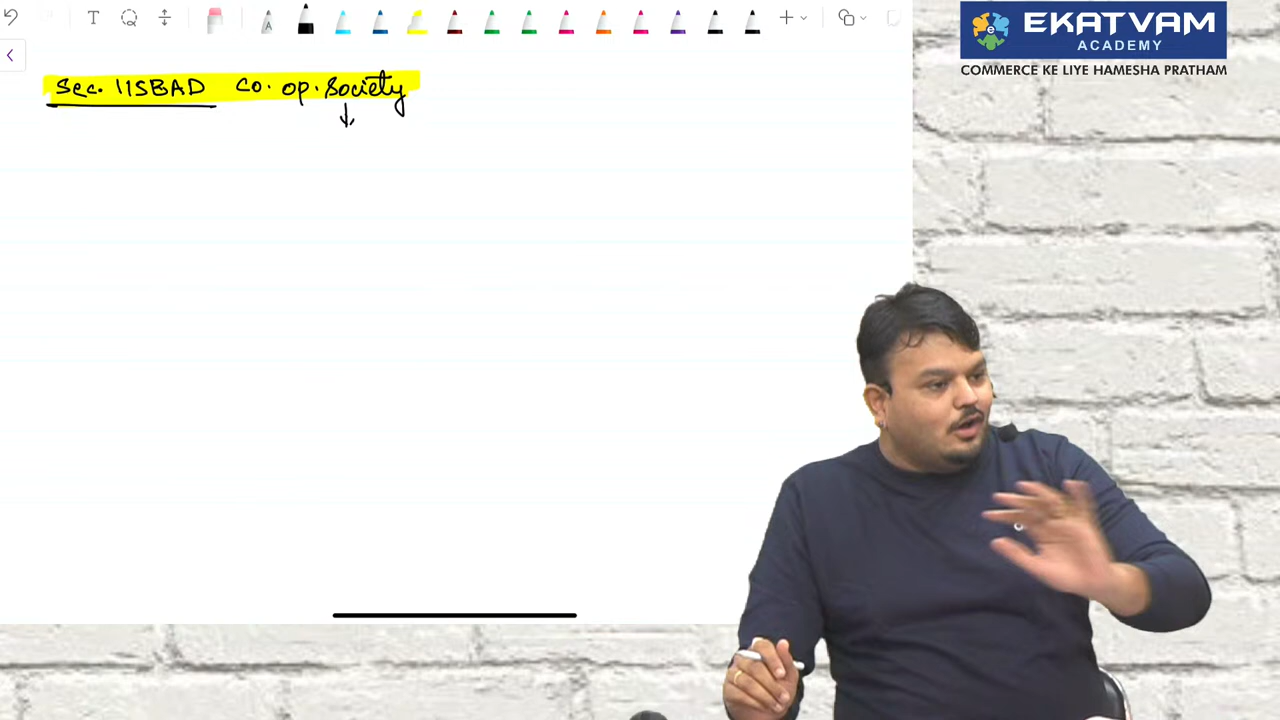 EKATVAM
ACADEMY
COMMERCE KE LIYE HAMESHA PRATHAM
Sec. 115BAD Co. op. Society